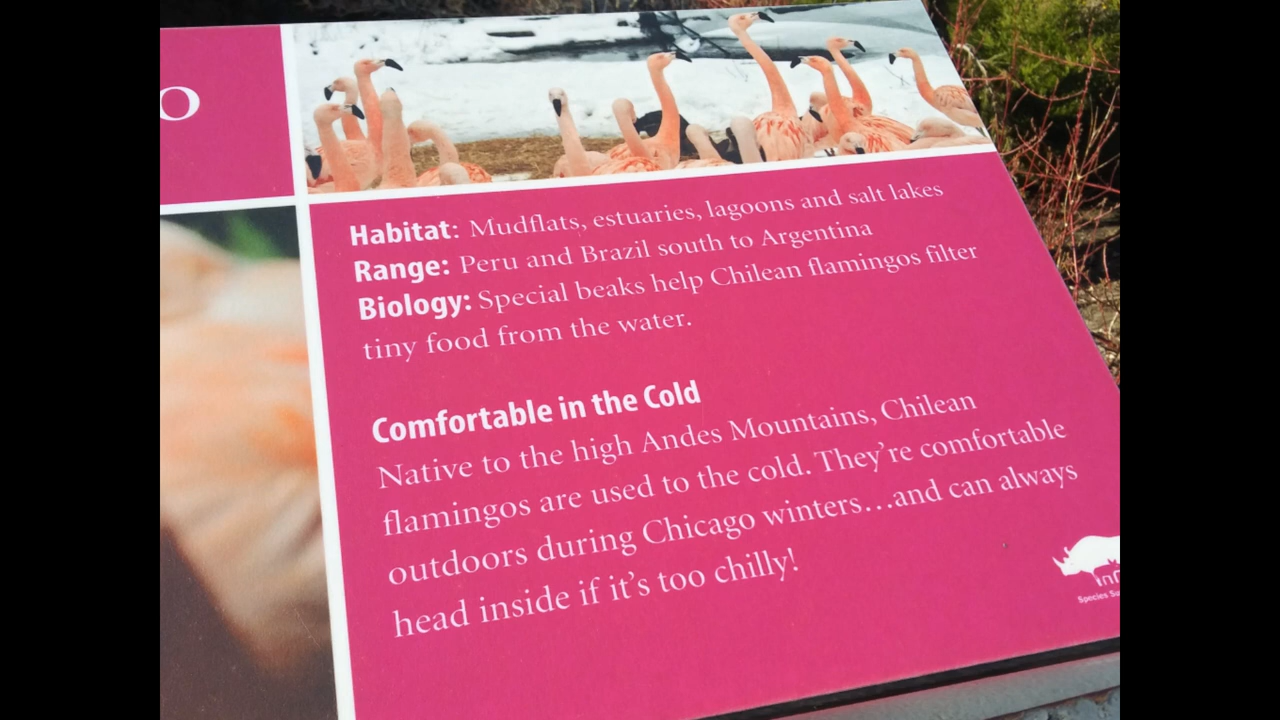 o
Habitat: Mudflats, estuaries, lagoons and salt lakes
Range: Peru and Brazil south to Argentina
Biology: Special beaks help Chilean flamingos filter
tiny food from the water.
Comfortable in the Cold
Native to the high Andes Mountains, Chilean
flamingos are used to the cold. They’re comfortable
outdoors during Chicago winters…and can always
head inside if it’s too chilly!
Species